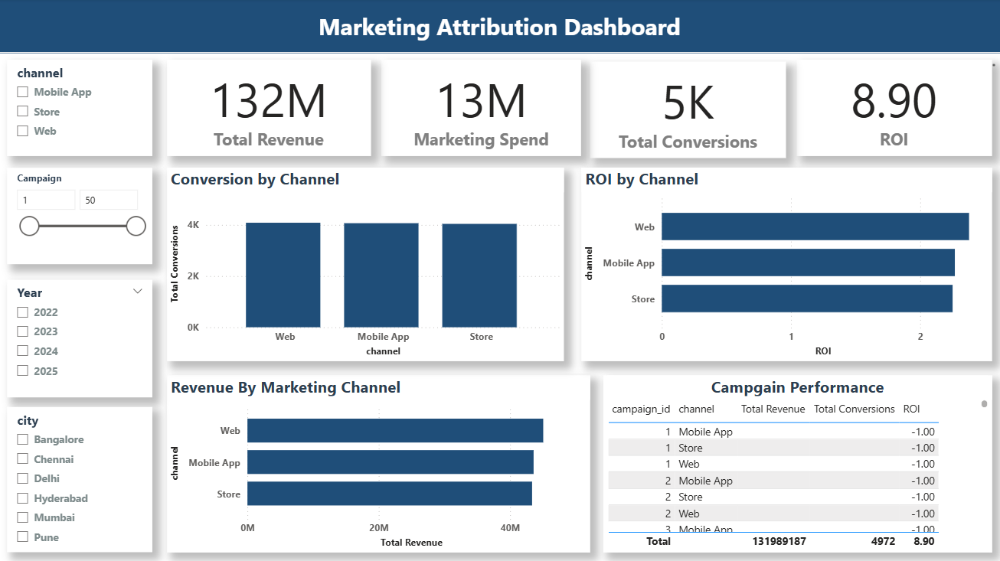 Marketing Attribution Dashboard
channel
Mobile App
Store
Web
132M
Total Revenue
13M
Marketing Spend
5K
Total Conversions
8.90
ROI
Campaign
1 50
Year
2022
2023
2024
2025
city
Bangalore
Chennai
Delhi
Hyderabad
Mumbai
Pune
Conversion by Channel
Total Conversions
4K
2K
0K
Web Mobile App Store
channel
ROI by Channel
channel
Web
Mobile App
Store
0 1 2
ROI
Revenue By Marketing Channel
channel
Web
Mobile App
Store
0M 20M 40M
Total Revenue
Campgain Performance
campaign_id channel Total Revenue Total Conversions ROI
1 Mobile App -1.00
1 Store -1.00
1 Web -1.00
2 Mobile App -1.00
2 Store -1.00
2 Web -1.00
3 Mobile App -1.00
Total 131989187 4972 8.90